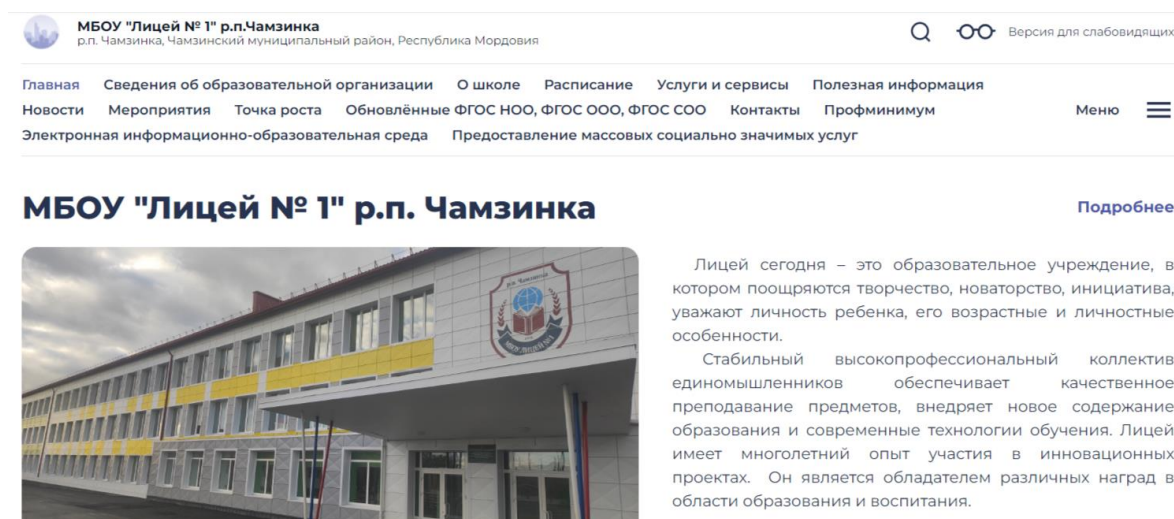 МБОУ "Лицей № 1" р.п.Чамзинка
р.п. Чамзинка, Чамзинский муниципальный район, Республика Мордовия
Версия для слабовидящих
Главная Сведения об образовательной организации О школе Расписание Услуги и сервисы Полезная информация
Новости Мероприятия Точка роста Обновлённые ФГОС НОО, ФГОС ООО, ФГОС СОО Контакты Профминимум
Меню
Электронная информационно-образовательная среда Предоставление массовых социально значимых услуг
МБОУ "Лицей № 1" р.п. Чамзинка
Подробнее
р.п. Чамзинка
МБОУ ЛИЦЕЙ №1
Лицей сегодня – это образовательное учреждение, в
котором поощряются творчество, новаторство, инициатива,
уважают личность ребенка, его возрастные и личностные
особенности.
Стабильный высокопрофессиональный коллектив
единомышленников обеспечивает качественное
преподавание предметов, внедряет новое содержание
образования и современные технологии обучения. Лицей
имеет многолетний опыт участия в инновационных
проектах. Он является обладателем различных наград в
области образования и воспитания.